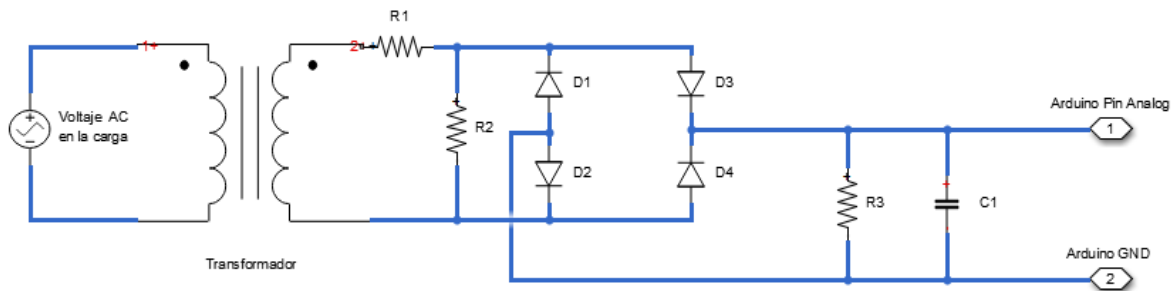 R1
1+
2+
+
D1
D3
Arduino Pin Analog
Voltaje AC
en la carga
+
R2
1
D2
D4
+
+
R3
C1
Arduino GND
Transformador
2